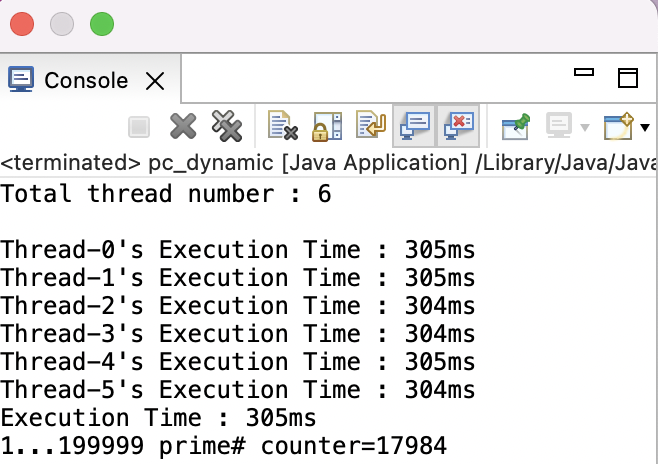 Console
<terminated> pc_dynamic [Java Application] /Library/Java/Java
Total thread number : 6
Thread-0's Execution Time : 305ms
Thread-1's Execution Time : 305ms
Thread-2's Execution Time : 304ms
Thread-3's Execution Time : 304ms
Thread-4's Execution Time : 305ms
Thread-5's Execution Time : 304ms
Execution Time : 305ms
1...199999 prime# counter=17984